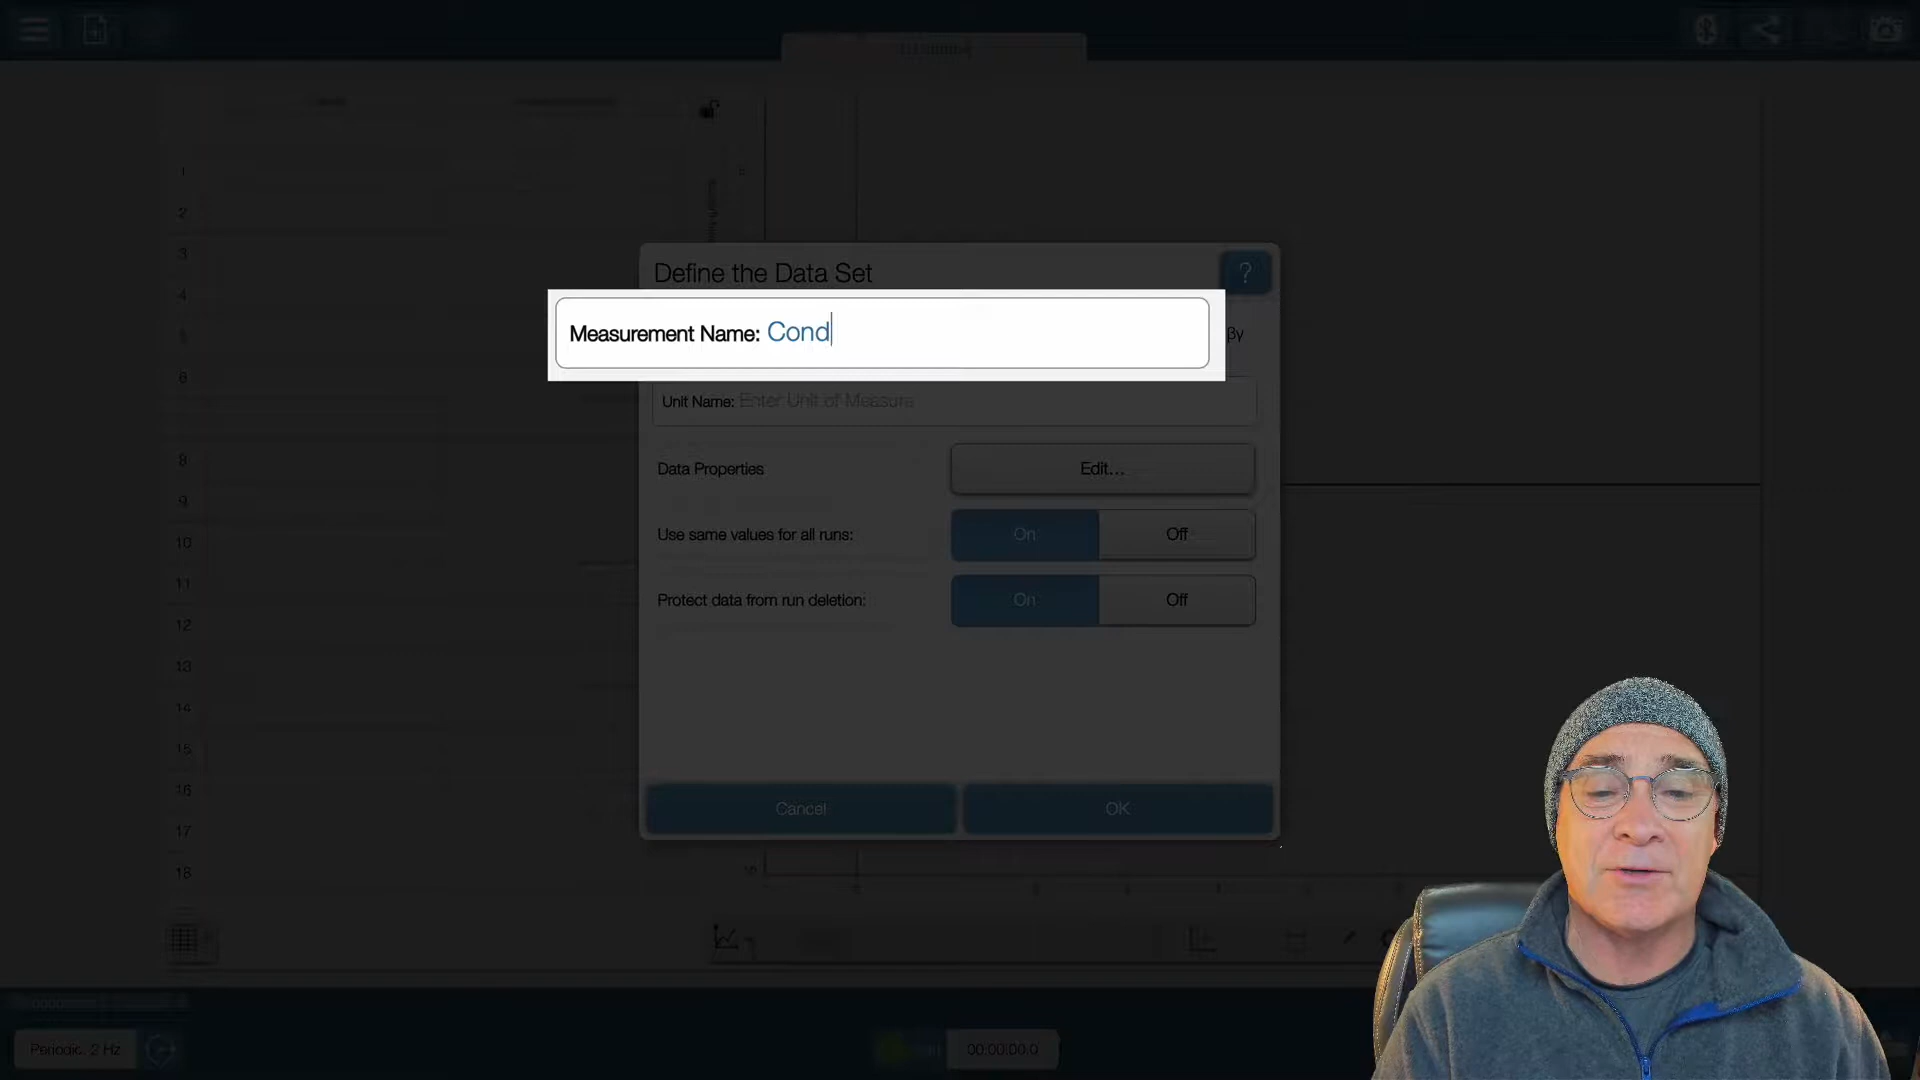 Define the Data Set
?
Measurement Name: Cond
βγ
Unit Name: Enter Unit of Measure
Data Properties
Edit...
Use same values for all runs:
On
Off
Protect data from run deletion:
On
Off
Cancel
OK
1
2
3
4
5
6
8
9
10
11
12
13
14
15
16
17
18
Periodic: 2 Hz
00:00:00.0